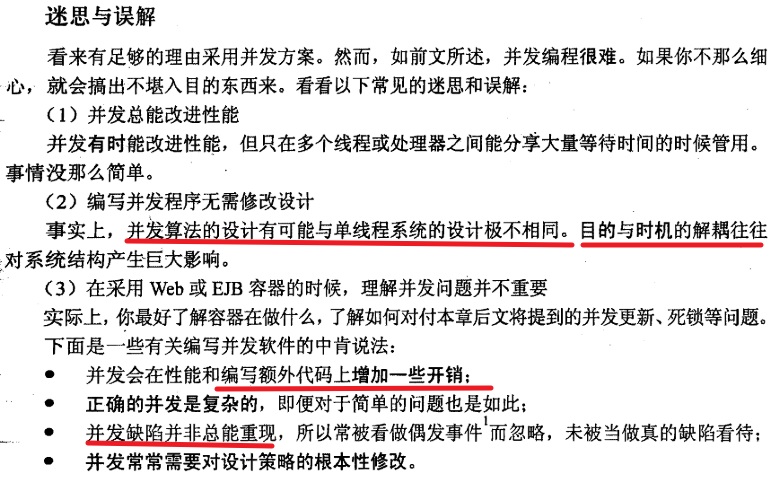 迷思与误解
看来有足够的理由采用并发方案。然而，如前文所述，并发编程很难。如果你不那么细
心，就会搞出不堪入目的东西来。看看以下常见的迷思和误解：
（1）并发总能改进性能
并发有时能改进性能，但只在多个线程或处理器之间能分享大量等待时间的时候管用。
事情没那么简单。
（2）编写并发程序无需修改设计
事实上，并发算法的设计有可能与单线程系统的设计极不相同。目的与时机的解耦往往
对系统结构产生巨大影响。
（3）在采用 Web 或 EJB 容器的时候，理解并发问题并不重要
实际上，你最好了解容器在做什么，了解如何对付本章后文将提到的并发更新、死锁等问题。
下面是一些有关编写并发软件的中肯说法：
● 并发会在性能和编写额外代码上增加一些开销；
● 正确的并发是复杂的，即便对于简单的问题也是如此；
● 并发缺陷并非总能重现，所以常被看做偶发事件1而忽略，未被当做真的缺陷看待；
● 并发常常需要对设计策略的根本性修改。